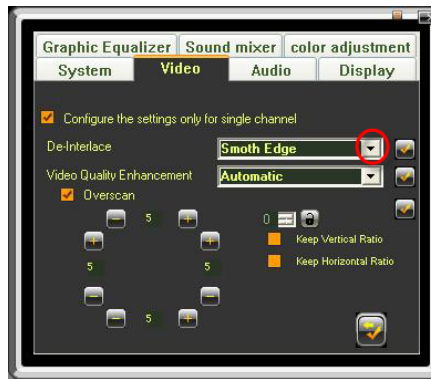 Graphic Equalizer Sound mixer color adjustment
System Video Audio Display
Configure the settings only for single channel
De-Interlace Smoth Edge
Video Quality Enhancement Automatic
Overscan
5 0
Keep Vertical Ratio
Keep Horizontal Ratio
5 5
5